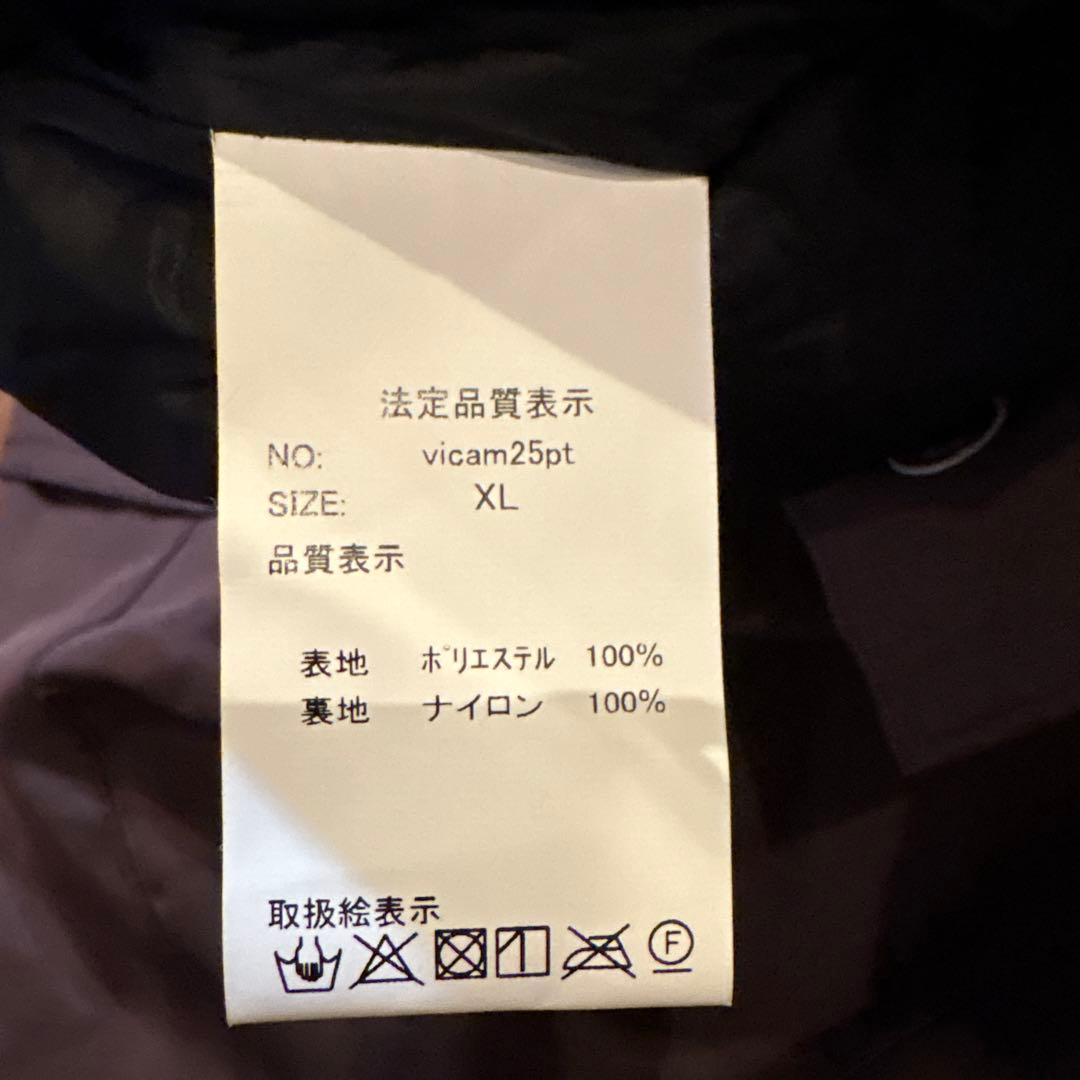 法定品質表示
NO: vicam25pt
SIZE: XL
品質表示
表地 ポリエステル 100%
裏地 ナイロン 100%
取扱絵表示
F